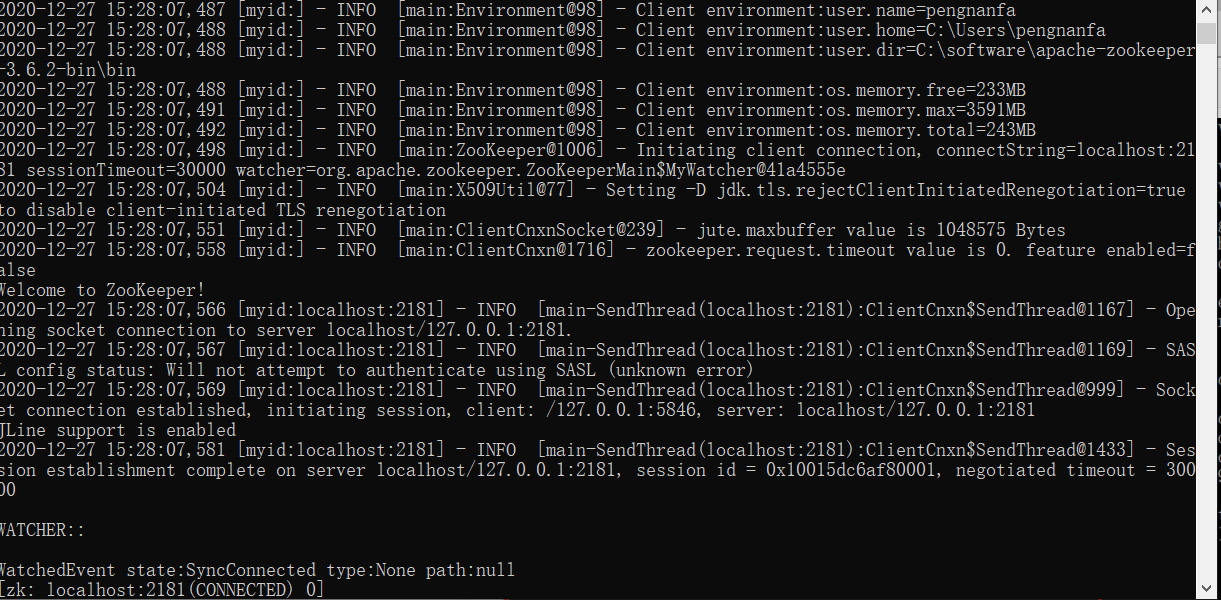 2020-12-27 15:28:07,487 [myid:] - INFO  [main:Environment@98] - Client environment:user.name=pengnanfa
2020-12-27 15:28:07,488 [myid:] - INFO  [main:Environment@98] - Client environment:user.home=C:\Users\pengnanfa
2020-12-27 15:28:07,488 [myid:] - INFO  [main:Environment@98] - Client environment:user.dir=C:\software\apache-zookeeper
-3.6.2-bin\bin
2020-12-27 15:28:07,488 [myid:] - INFO  [main:Environment@98] - Client environment:os.memory.free=233MB
2020-12-27 15:28:07,491 [myid:] - INFO  [main:Environment@98] - Client environment:os.memory.max=3591MB
2020-12-27 15:28:07,492 [myid:] - INFO  [main:Environment@98] - Client environment:os.memory.total=243MB
2020-12-27 15:28:07,498 [myid:] - INFO  [main:ZooKeeper@1006] - Initiating client connection, connectString=localhost:21
81 sessionTimeout=30000 watcher=org.apache.zookeeper.ZooKeeperMain$MyWatcher@41a4555e
2020-12-27 15:28:07,504 [myid:] - INFO  [main:X509Util@77] - Setting -D jdk.tls.rejectClientInitiatedRenegotiation=true
to disable client-initiated TLS renegotiation
2020-12-27 15:28:07,551 [myid:] - INFO  [main:ClientCnxnSocket@239] - jute.maxbuffer value is 1048575 Bytes
2020-12-27 15:28:07,558 [myid:] - INFO  [main:ClientCnxn@1716] - zookeeper.request.timeout value is 0. feature enabled=f
alse
Welcome to ZooKeeper!
2020-12-27 15:28:07,566 [myid:localhost:2181] - INFO  [main-SendThread(localhost:2181):ClientCnxn$SendThread@1167] - Ope
ning socket connection to server localhost/127.0.0.1:2181.
2020-12-27 15:28:07,567 [myid:localhost:2181] - INFO  [main-SendThread(localhost:2181):ClientCnxn$SendThread@1169] - SAS
L config status: Will not attempt to authenticate using SASL (unknown error)
2020-12-27 15:28:07,569 [myid:localhost:2181] - INFO  [main-SendThread(localhost:2181):ClientCnxn$SendThread@999] - Sock
et connection established, initiating session, client: /127.0.0.1:5846, server: localhost/127.0.0.1:2181
JLine support is enabled
2020-12-27 15:28:07,581 [myid:localhost:2181] - INFO  [main-SendThread(localhost:2181):ClientCnxn$SendThread@1433] - Ses
sion establishment complete on server localhost/127.0.0.1:2181, session id = 0x10015dc6af80001, negotiated timeout = 300
00
WATCHER::
WatchedEvent state:SyncConnected type:None path:null
[zk: localhost:2181(CONNECTED) 0]